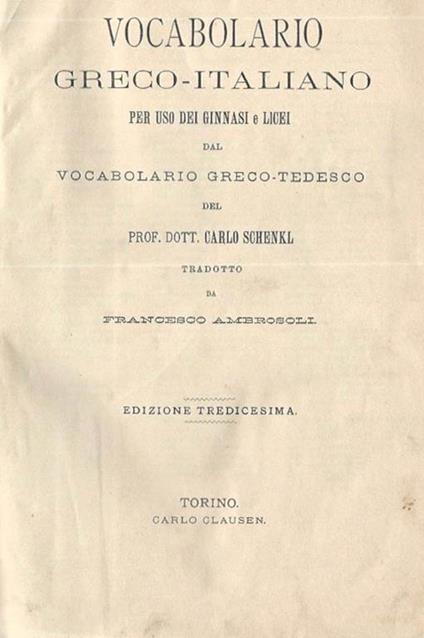 VOCABOLARIO
GRECO-ITALIANO
PER USO DEI GINNASI e LICEI
DAL
VOCABOLARIO GRECO-TEDESCO
DEL
PROF. DOTT. CARLO SCHENKL
TRADOTTO
DA
FRANCESCO AMBROSOLI.
EDIZIONE TREDICESIMA.
TORINO.
CARLO CLAUSEN.